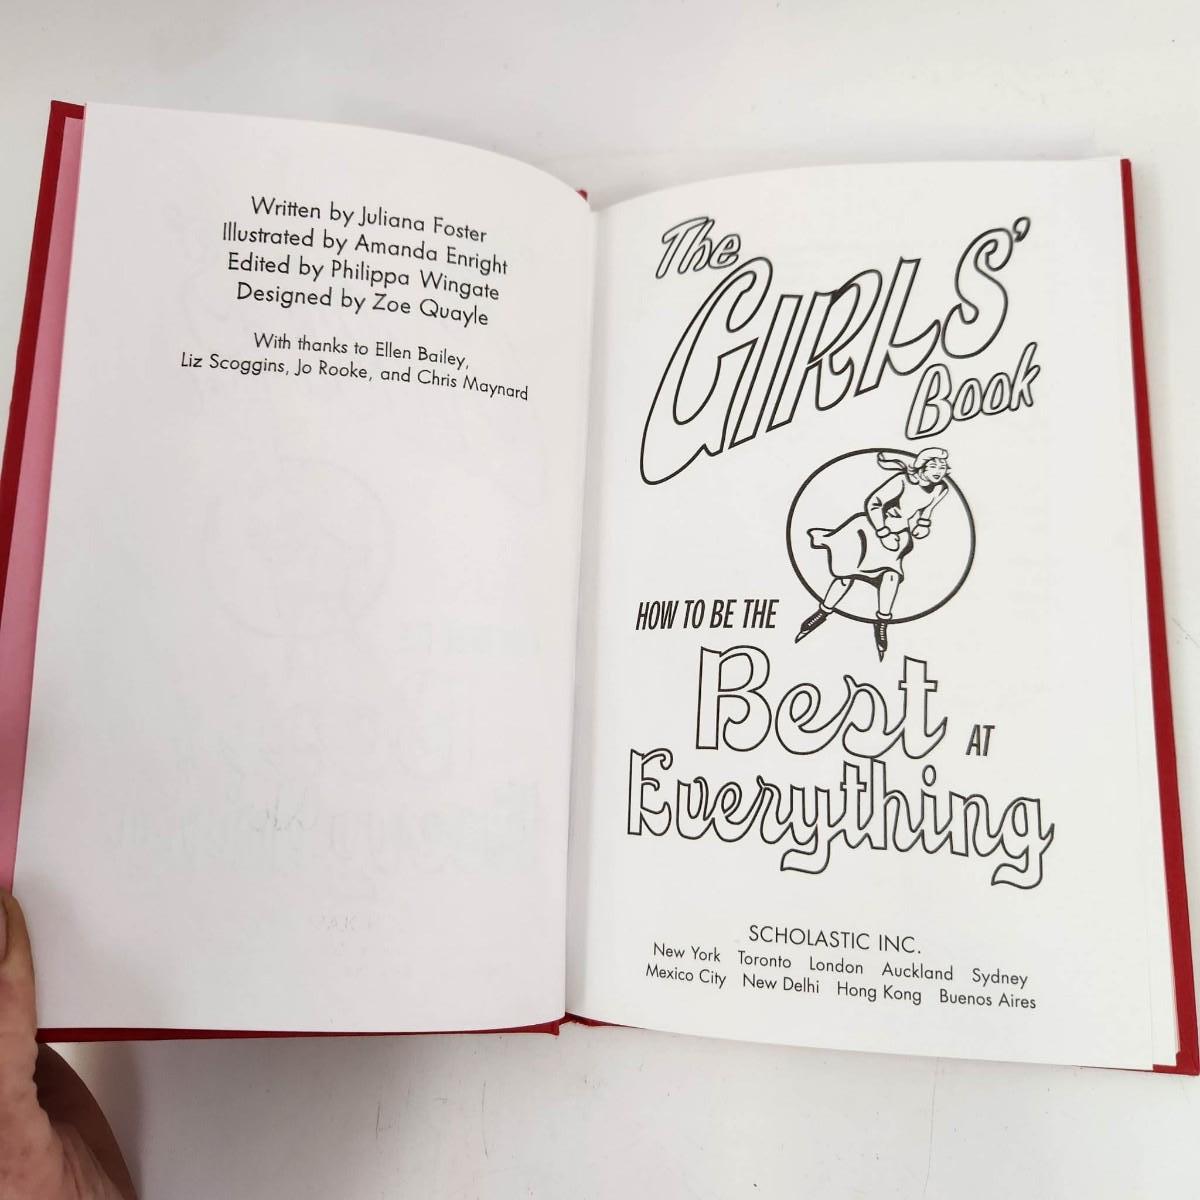 Written by Juliana Foster
Illustrated by Amanda Enright
Edited by Philippa Wingate
Designed by Zoe Quayle
With thanks to Ellen Bailey,
Liz Scoggins, Jo Rooke, and Chris Maynard
The
GIRLS'
Book
HOW TO BE THE
Best AT
Everything
SCHOLASTIC INC.
New York Toronto London Auckland Sydney
Mexico City New Delhi Hong Kong Buenos Aires